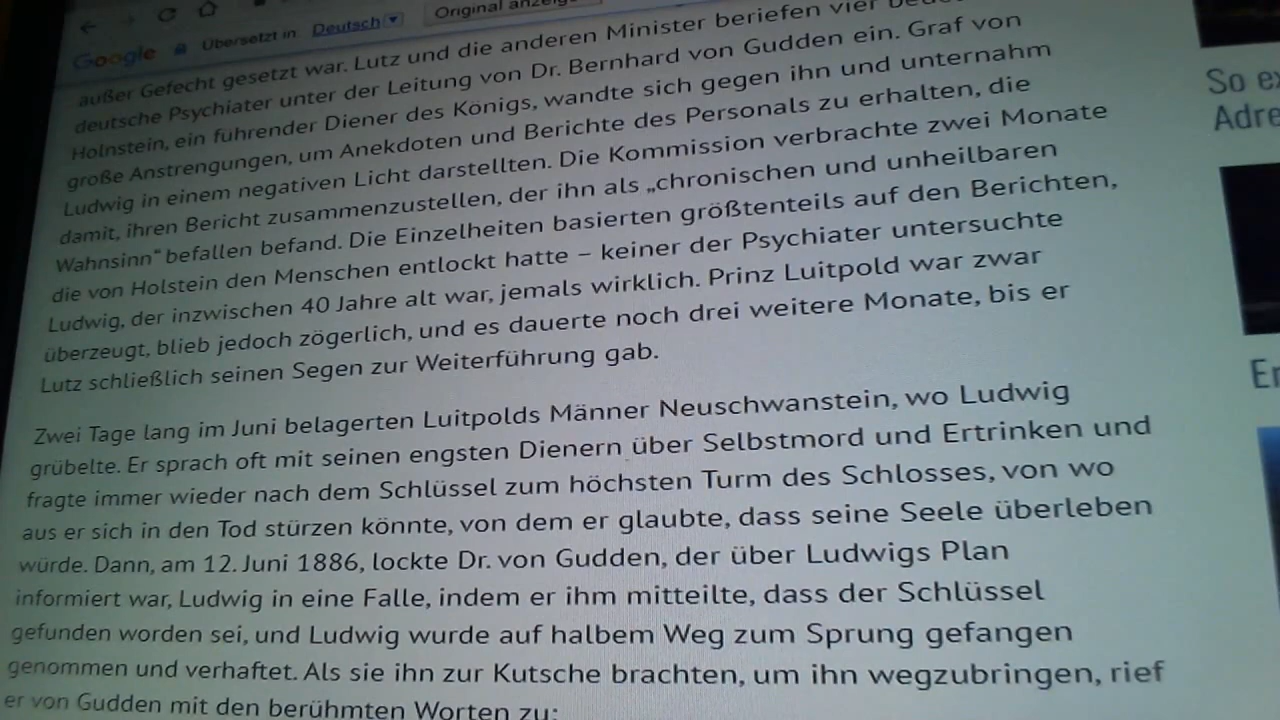 Google Übersetzt in Deutsch Original
außer Gefecht gesetzt war. Lutz und die anderen Minister beriefen vier
deutsche Psychiater unter der Leitung von Dr. Bernhard von Gudden ein. Graf von
Holnstein, ein führender Diener des Königs, wandte sich gegen ihn und unternahm
große Anstrengungen, um Anekdoten und Berichte des Personals zu erhalten, die
Ludwig in einem negativen Licht darstellten. Die Kommission verbrachte zwei Monate
damit, ihren Bericht zusammenzustellen, der ihn als „chronischen und unheilbaren
Wahnsinn“ befallen befand. Die Einzelheiten basierten größtenteils auf den Berichten,
die von Holstein den Menschen entlockt hatte – keiner der Psychiater untersuchte
Ludwig, der inzwischen 40 Jahre alt war, jemals wirklich. Prinz Luitpold war zwar
überzeugt, blieb jedoch zögerlich, und es dauerte noch drei weitere Monate, bis er
Lutz schließlich seinen Segen zur Weiterführung gab.
Zwei Tage lang im Juni belagerten Luitpolds Männer Neuschwanstein, wo Ludwig
grübelte. Er sprach oft mit seinen engsten Dienern über Selbstmord und Ertrinken und
fragte immer wieder nach dem Schlüssel zum höchsten Turm des Schlosses, von wo
aus er sich in den Tod stürzen könnte, von dem er glaubte, dass seine Seele überleben
würde. Dann, am 12. Juni 1886, lockte Dr. von Gudden, der über Ludwigs Plan
informiert war, Ludwig in eine Falle, indem er ihm mitteilte, dass der Schlüssel
gefunden worden sei, und Ludwig wurde auf halbem Weg zum Sprung gefangen
genommen und verhaftet. Als sie ihn zur Kutsche brachten, um ihn wegzubringen, rief
er von Gudden mit den berühmten Worten zu:
So